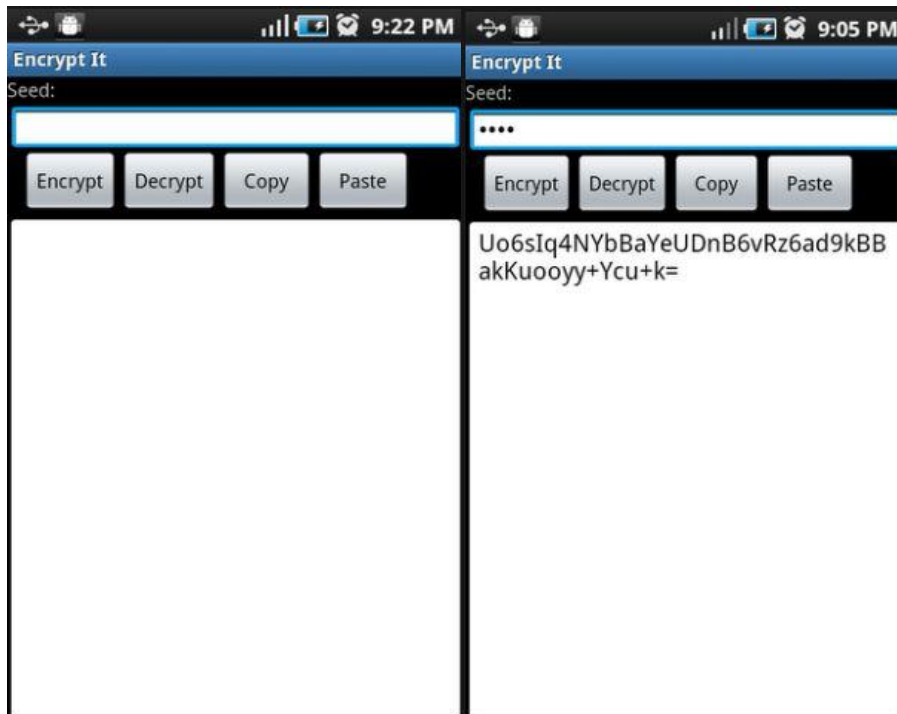 9:22 PM
Encrypt It
Seed:
Encrypt Decrypt Copy Paste
9:05 PM
Encrypt It
Seed:
••••
Encrypt Decrypt Copy Paste
Uo6sIq4NYbBaYeUDnB6vRz6ad9kBB
akKuooyy+Ycu+k=